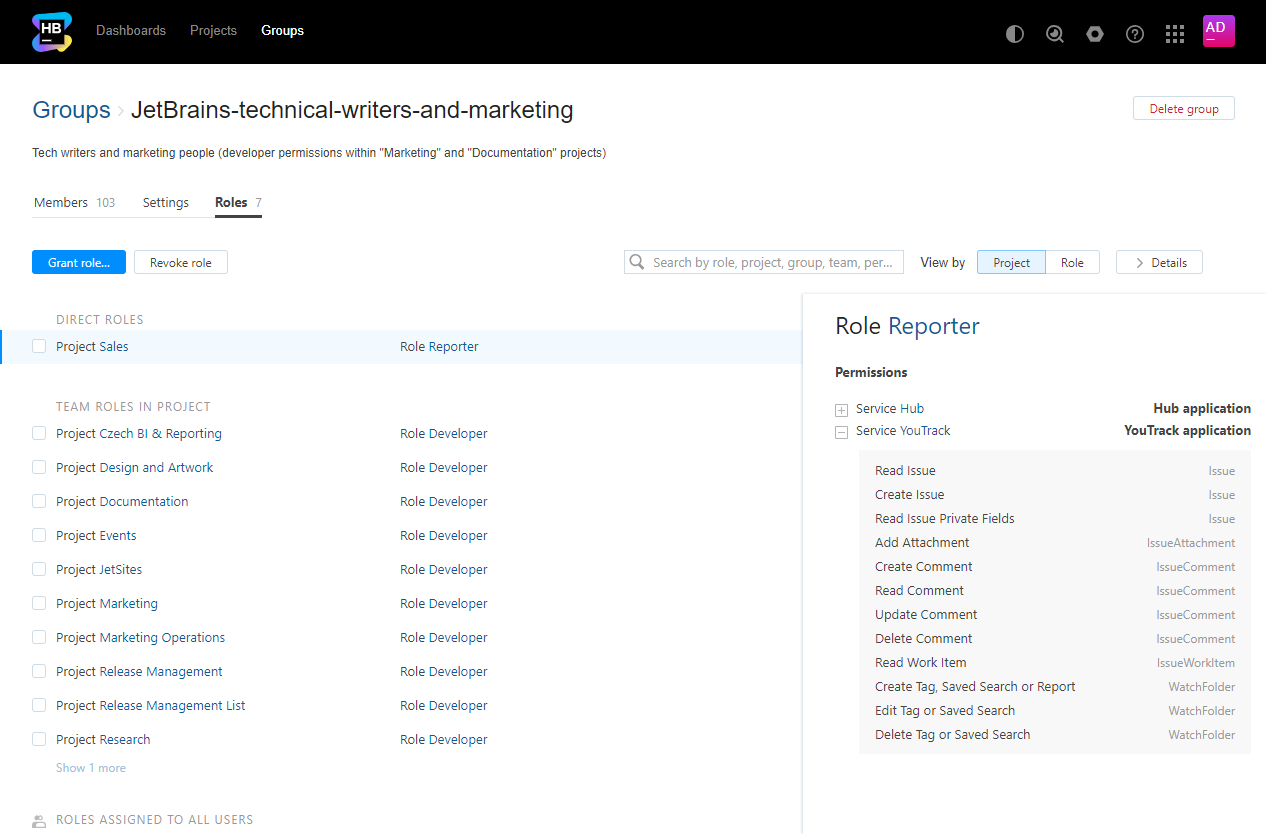 HB
Dashboards Projects Groups
AD
Groups › JetBrains-technical-writers-and-marketing
Delete group
Tech writers and marketing people (developer permissions within "Marketing" and "Documentation" projects)
Members 103 Settings Roles 7
Grant role... Revoke role
Search by role, project, group, team, per... View by Project Role Details
DIRECT ROLES
Project Sales Role Reporter
TEAM ROLES IN PROJECT
Project Czech BI & Reporting Role Developer
Project Design and Artwork Role Developer
Project Documentation Role Developer
Project Events Role Developer
Project JetSites Role Developer
Project Marketing Role Developer
Project Marketing Operations Role Developer
Project Release Management Role Developer
Project Release Management List Role Developer
Project Research Role Developer
Show 1 more
ROLES ASSIGNED TO ALL USERS
Role Reporter
Permissions
Service Hub Hub application
Service YouTrack YouTrack application
Read Issue Issue
Create Issue Issue
Read Issue Private Fields Issue
Add Attachment IssueAttachment
Create Comment IssueComment
Read Comment IssueComment
Update Comment IssueComment
Delete Comment IssueComment
Read Work Item IssueWorkItem
Create Tag, Saved Search or Report WatchFolder
Edit Tag or Saved Search WatchFolder
Delete Tag or Saved Search WatchFolder